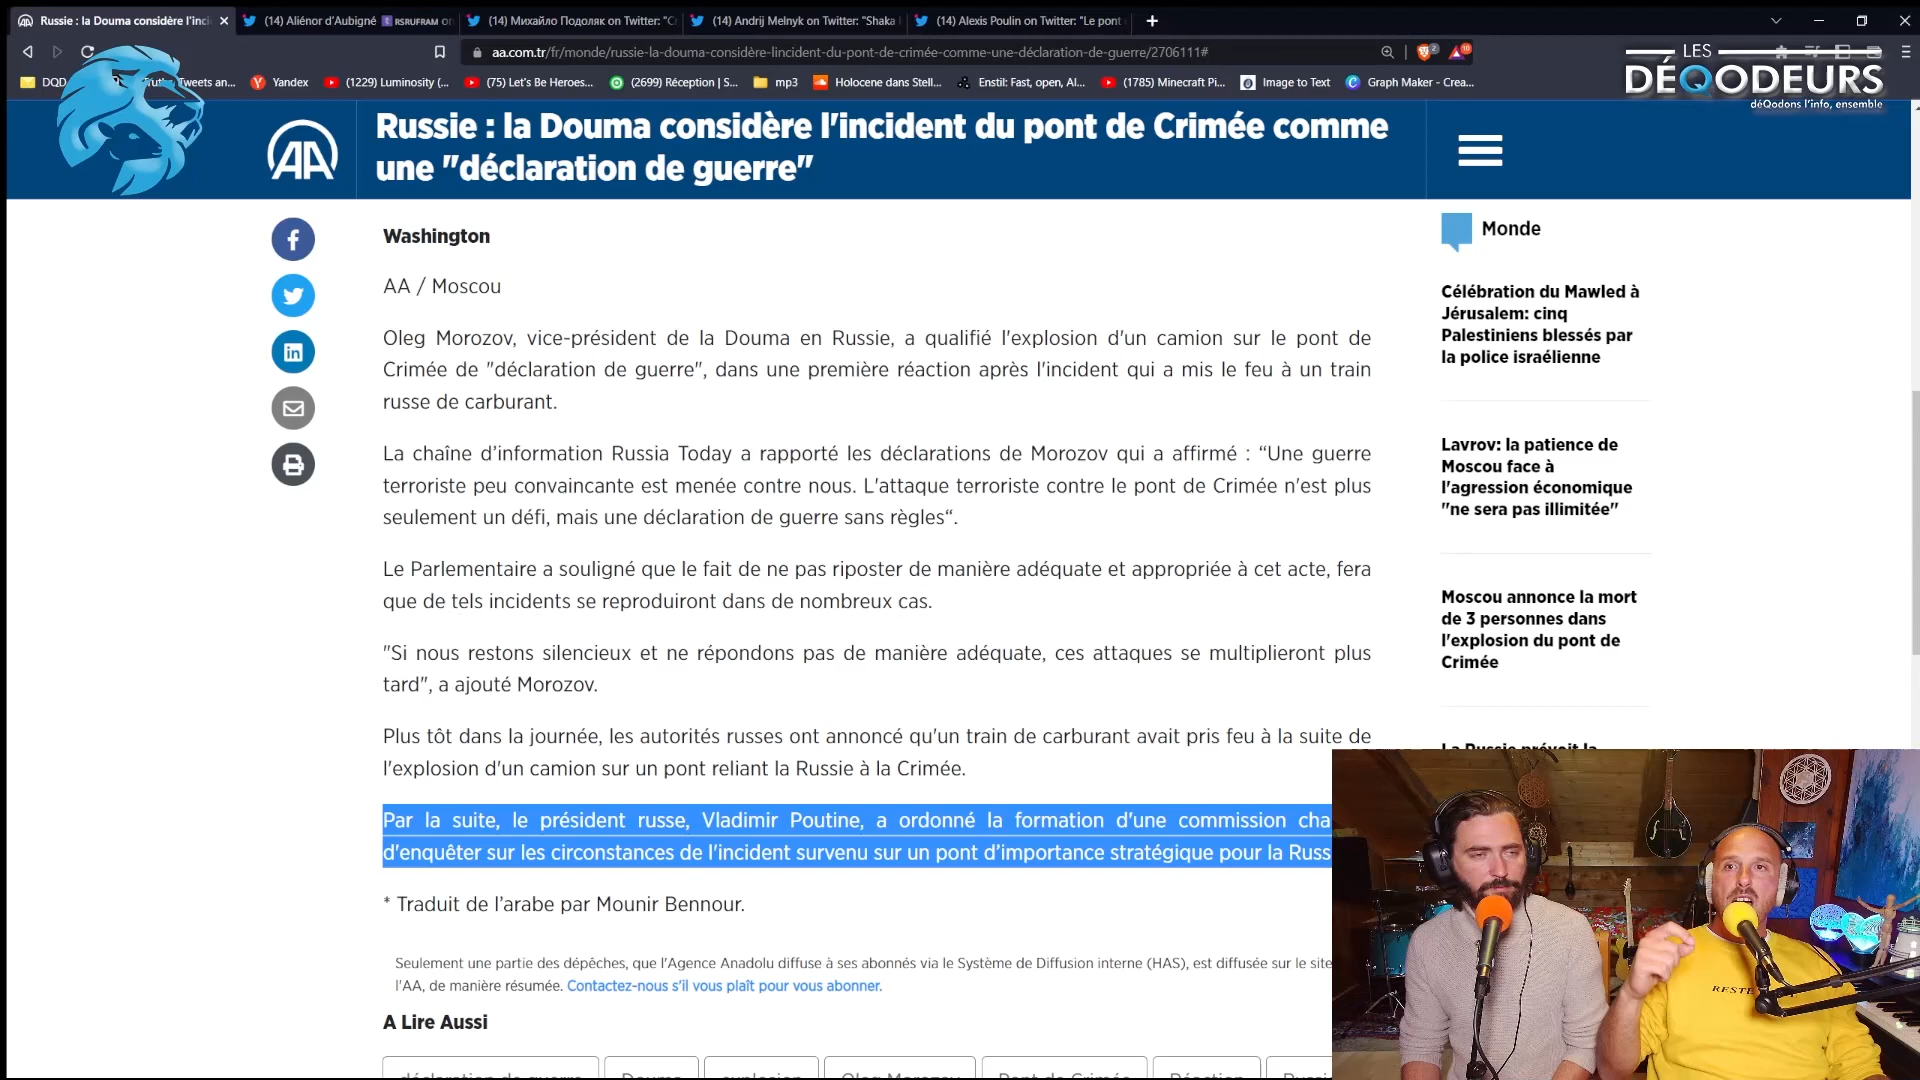 Russie : la Douma considère l'inci
(14) Aliénor d'Aubigné
RSRUFRAM on
(14) Михайло Подоляк on Twitter: "C
(14) Andrij Melnyk on Twitter: "Shaka
(14) Alexis Poulin on Twitter: "Le pont
aa.com.tr/fr/monde/russie-la-douma-considère-lincident-du-pont-de-crimée-comme-une-déclaration-de-guerre/2706111#
DQD
Truth, Tweets an...
Yandex
(1229) Luminosity (...
(75) Let's Be Heroes...
(2699) Réception | S...
mp3
Holocene dans Stell...
Enstil: Fast, open, Al...
(1785) Minecraft Pi...
Image to Text
Graph Maker - Crea...
LES
DÉQODEURS
déQodons l'info, ensemble
AA
Russie : la Douma considère l'incident du pont de Crimée comme
une "déclaration de guerre"
Washington
AA / Moscou
Oleg Morozov, vice-président de la Douma en Russie, a qualifié l'explosion d'un camion sur le pont de
Crimée de "déclaration de guerre", dans une première réaction après l'incident qui a mis le feu à un train
russe de carburant.
La chaîne d'information Russia Today a rapporté les déclarations de Morozov qui a affirmé : “Une guerre
terroriste peu convaincante est menée contre nous. L'attaque terroriste contre le pont de Crimée n'est plus
seulement un défi, mais une déclaration de guerre sans règles“.
Le Parlementaire a souligné que le fait de ne pas riposter de manière adéquate et appropriée à cet acte, fera
que de tels incidents se reproduiront dans de nombreux cas.
"Si nous restons silencieux et ne répondons pas de manière adéquate, ces attaques se multiplieront plus
tard", a ajouté Morozov.
Plus tôt dans la journée, les autorités russes ont annoncé qu'un train de carburant avait pris feu à la suite de
l'explosion d'un camion sur un pont reliant la Russie à la Crimée.
Par la suite, le président russe, Vladimir Poutine, a ordonné la formation d'une commission cha
d'enquêter sur les circonstances de l'incident survenu sur un pont d'importance stratégique pour la Russ
* Traduit de l'arabe par Mounir Bennour.
Seulement une partie des dépêches, que l'Agence Anadolu diffuse à ses abonnés via le Système de Diffusion interne (HAS), est diffusée sur le site
l'AA, de manière résumée. Contactez-nous s'il vous plaît pour vous abonner.
A Lire Aussi
déclaration de guerre
Douma
explosion
Oleg Morozov
Pont de Crimée
Réaction
Russi
Monde
Célébration du Mawled à
Jérusalem: cinq
Palestiniens blessés par
la police israélienne
Lavrov: la patience de
Moscou face à
l'agression économique
"ne sera pas illimitée"
Moscou annonce la mort
de 3 personnes dans
l'explosion du pont de
Crimée
La Russie prévoit la
RESTE